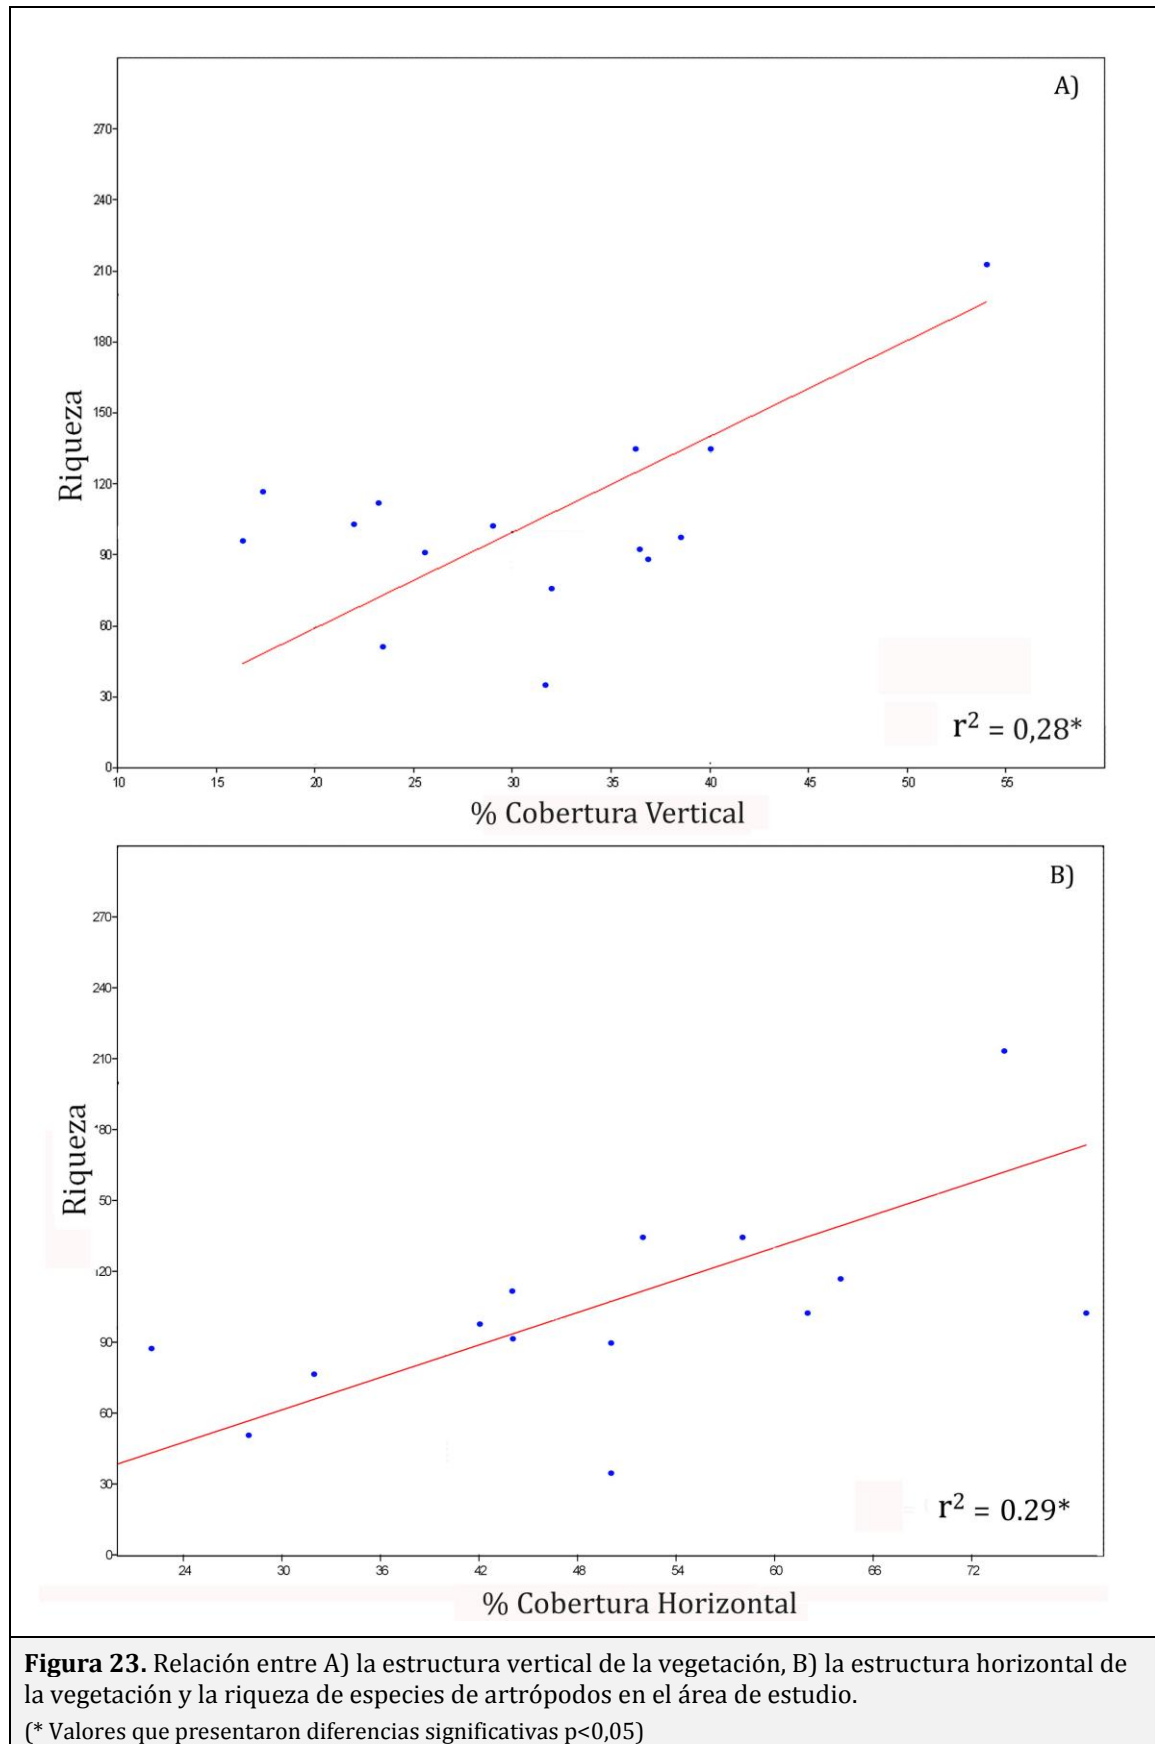 A)
270
240
210
180
150
120
90
60
30
0
Riqueza
10 15 20 25 30 35 40 45 50 55
r² = 0,28*
% Cobertura Vertical
B)
270
240
210
80
50
20
90
60
30
0
Riqueza
24 30 36 42 48 54 60 66 72
r² = 0.29*
% Cobertura Horizontal
Figura 23. Relación entre A) la estructura vertical de la vegetación, B) la estructura horizontal de
la vegetación y la riqueza de especies de artrópodos en el área de estudio.
(* Valores que presentaron diferencias significativas p<0,05)